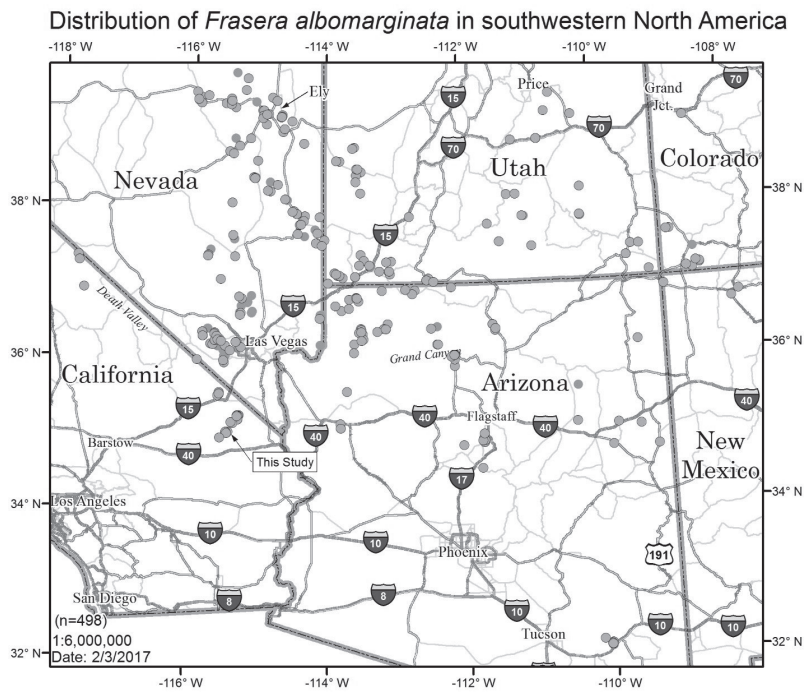 Distribution of Frasera albomarginata in southwestern North America
-118° W
-116° W
-114° W
-112° W
-110° W
-108° W
70
Price
Grand
Jct.
15
Ely
70
70
Colorado
Utah
Nevada
38° N
38° N
15
15
Death Valley
Las Vegas
36° N
36° N
Grand Canyon
California
Arizona
15
40
40
Flagstaff
40
40
Barstow
40
New
Mexico
This Study
17
34° N
34° N
Los Angeles
10
10
Phoenix
191
San Diego
8
8
10
10
10
(n=498)
Tucson
1:6,000,000
Date: 2/3/2017
32° N
32° N
-116° W
-114° W
-112° W
-110° W